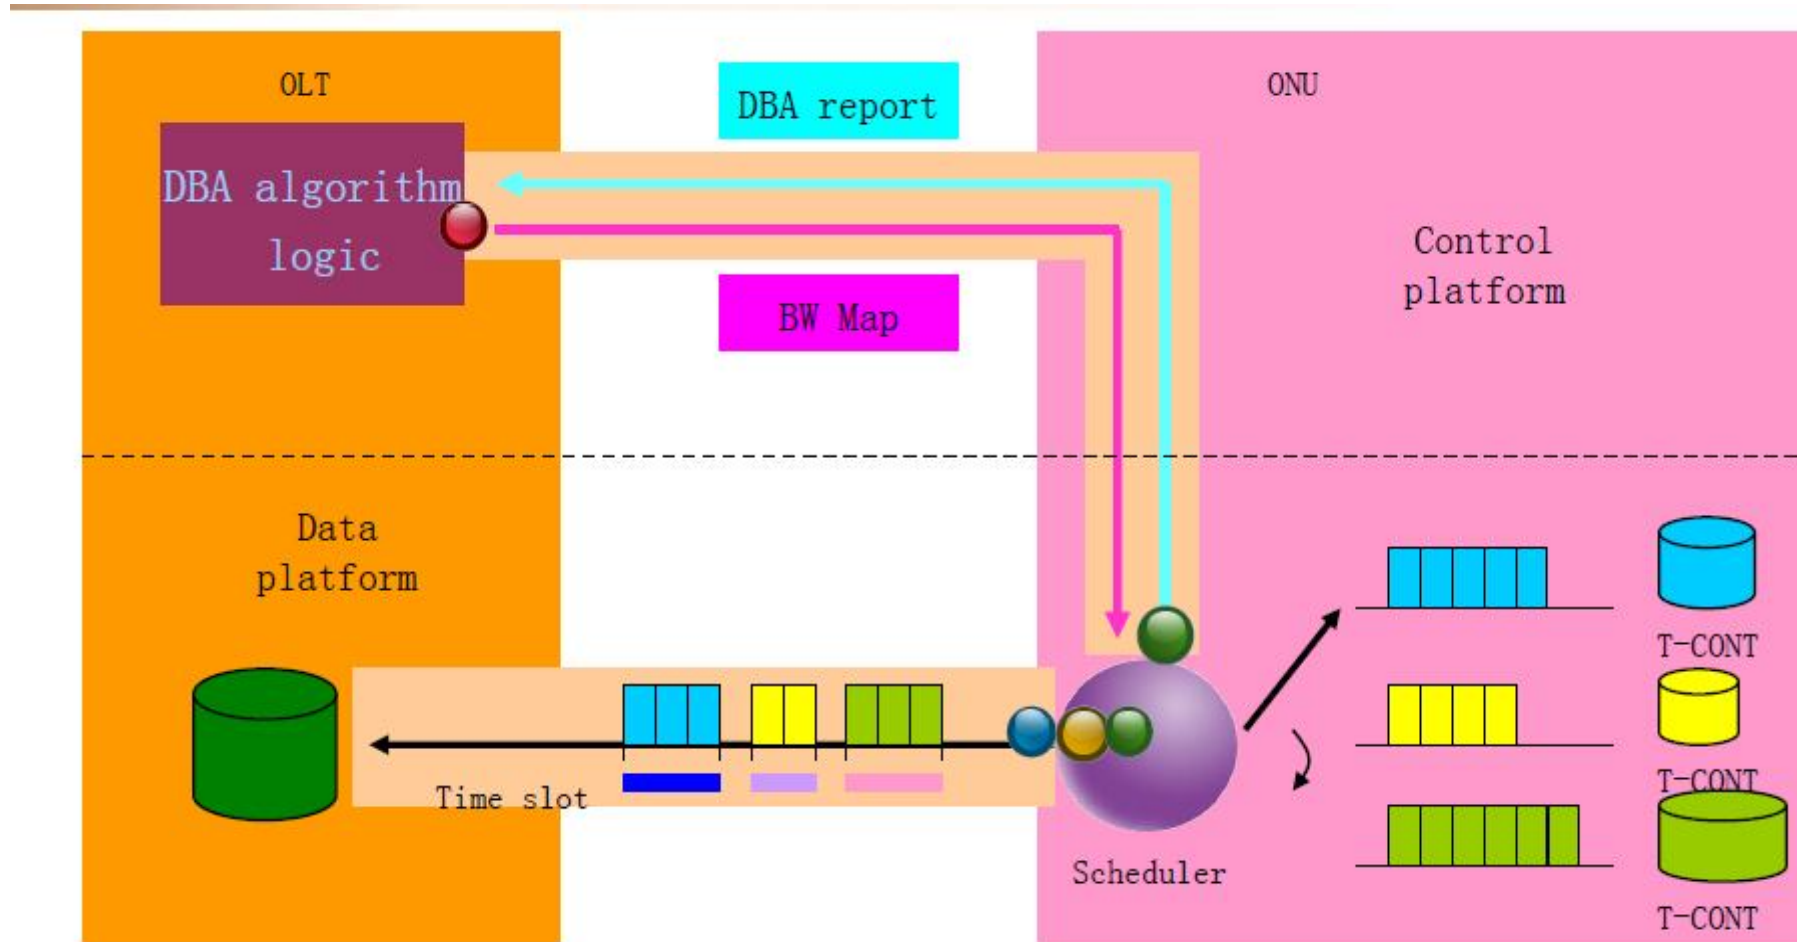 OLT
ONU
DBA report
DBA algorithm
logic
Control
platform
BW Map
Data
platform
T-CONT
T-CONT
Time slot
Scheduler
T-CONT